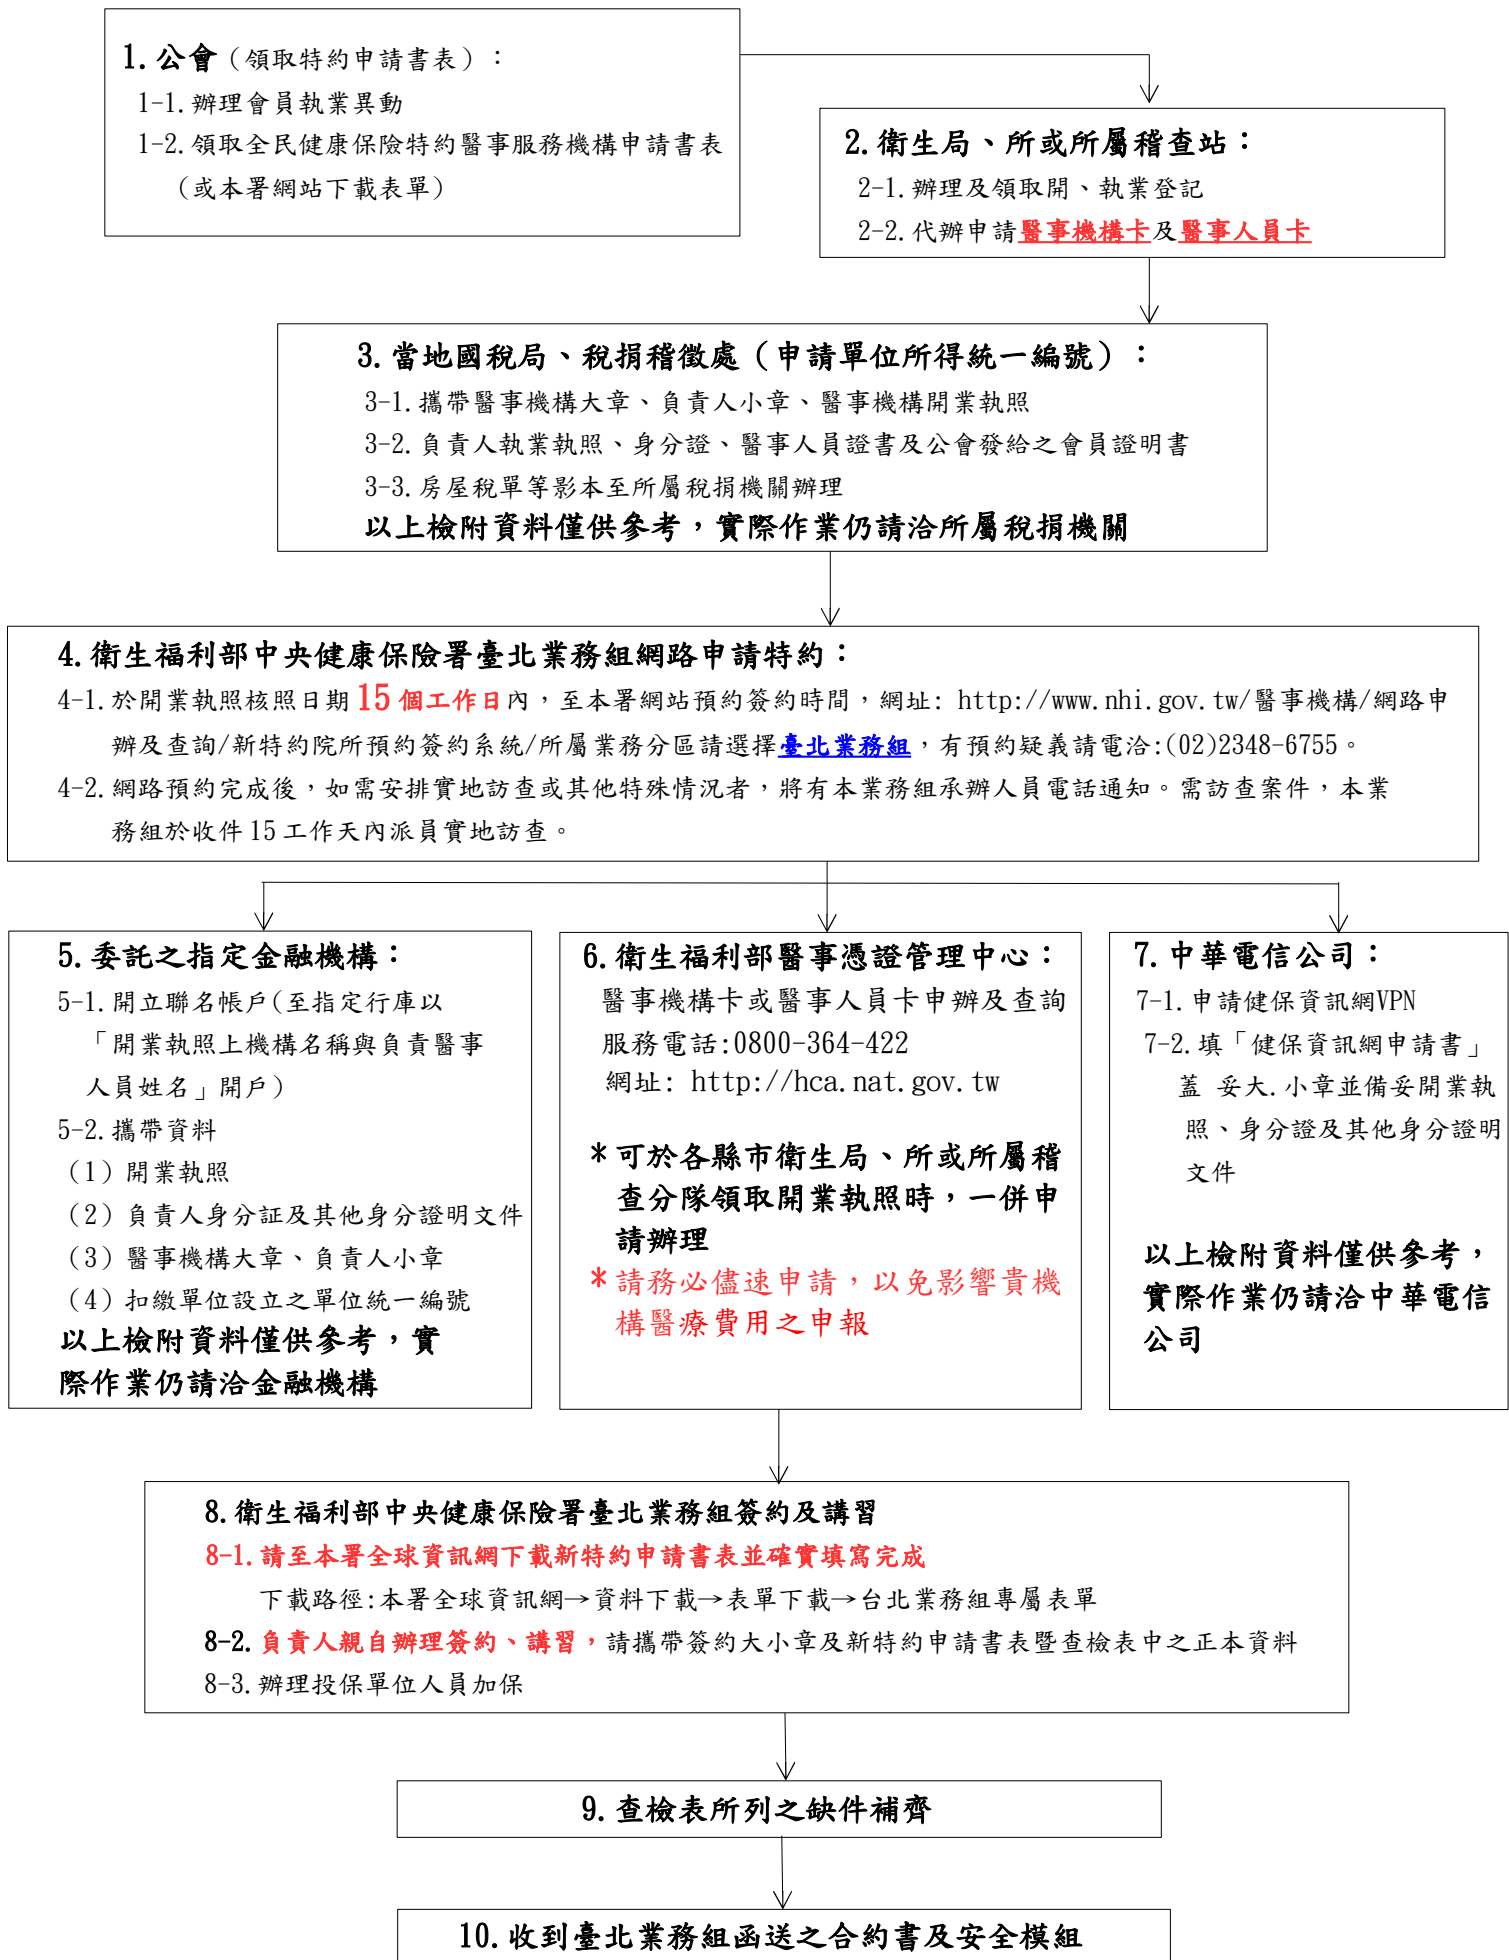 1.公會（領取特約申請書表）：
1-1.辦理會員執業異動
1-2.領取全民健康保險特約醫事服務機構申請書表
（或本署網站下載表單）
2.衛生局、所或所屬稽查站：
2-1.辦理及領取開、執業登記
2-2.代辦申請醫事機構卡及醫事人員卡
3.當地國稅局、稅捐稽徵處（申請單位所得統一編號）：
3-1.攜帶醫事機構大章、負責人小章、醫事機構開業執照
3-2.負責人執業執照、身分證、醫事人員證書及公會發給之會員證明書
3-3.房屋稅單等影本至所屬稅捐機關辦理
以上檢附資料僅供參考，實際作業仍請洽所屬稅捐機關
4.衛生福利部中央健康保險署臺北業務組網路申請特約：
4-1.於開業執照核照日期15個工作日內，至本署網站預約簽約時間，網址: http://www.nhi.gov.tw/醫事機構/網路申
辦及查詢/新特約院所預約簽約系統/所屬業務分區請選擇臺北業務組，有預約疑義請電洽:(02)2348-6755。
4-2.網路預約完成後，如需安排實地訪查或其他特殊情況者，將有本業務組承辦人員電話通知。需訪查案件，本業
務組於收件15工作天內派員實地訪查。
5.委託之指定金融機構：
5-1.開立聯名帳戶(至指定行庫以
「開業執照上機構名稱與負責醫事
人員姓名」開戶)
5-2.攜帶資料
（1）開業執照
（2）負責人身分証及其他身分證明文件
（3）醫事機構大章、負責人小章
（4）扣繳單位設立之單位統一編號
以上檢附資料僅供參考，實
際作業仍請洽金融機構
6.衛生福利部醫事憑證管理中心：
醫事機構卡或醫事人員卡申辦及查詢
服務電話:0800-364-422
網址: http://hca.nat.gov.tw
*可於各縣市衛生局、所或所屬稽
查分隊領取開業執照時，一併申
請辦理
*請務必儘速申請，以免影響貴機
構醫療費用之申報
7.中華電信公司：
7-1.申請健保資訊網VPN
7-2.填「健保資訊網申請書」
蓋 妥大.小章並備妥開業執
照、身分證及其他身分證明
文件
以上檢附資料僅供參考，
實際作業仍請洽中華電信
公司
8.衛生福利部中央健康保險署臺北業務組簽約及講習
8-1.請至本署全球資訊網下載新特約申請書表並確實填寫完成
下載路徑:本署全球資訊網→資料下載→表單下載→台北業務組專屬表單
8-2.負責人親自辦理簽約、講習，請攜帶簽約大小章及新特約申請書表暨查檢表中之正本資料
8-3.辦理投保單位人員加保
9.查檢表所列之缺件補齊
10.收到臺北業務組函送之合約書及安全模組